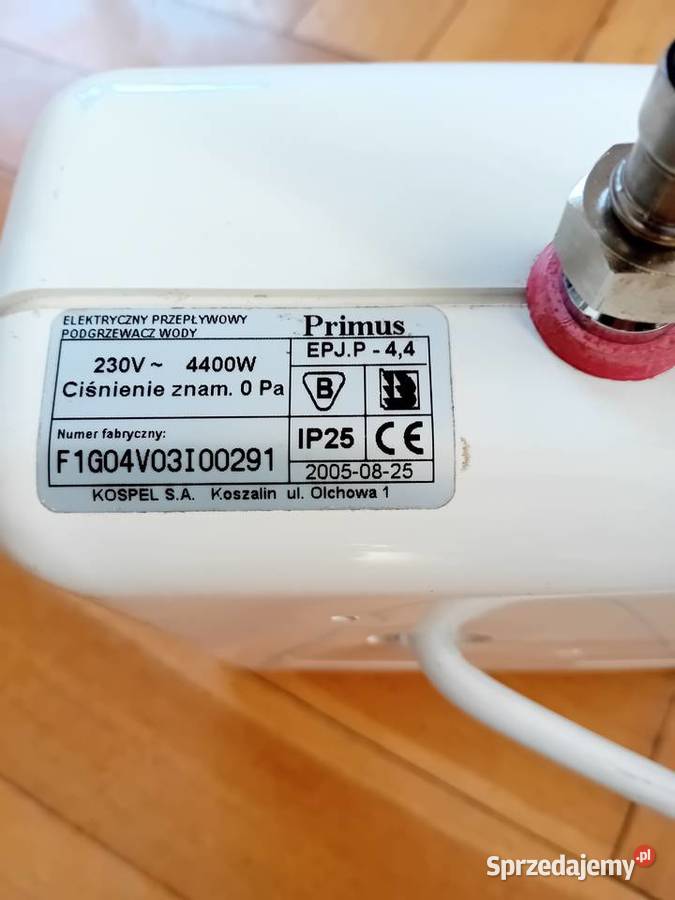 ELEKTRYCZNY PRZEPŁYWOWY
PODGRZEWACZ WODY
Primus
EPJ.P - 4,4
230V ~ 4400W
Ciśnienie znam. 0 Pa
B
Numer fabryczny:
F1G04V03I00291
IP25
CE
2005-08-25
KOSPEL S.A. Koszalin ul. Olchowa 1
Sprzedajemy.pl